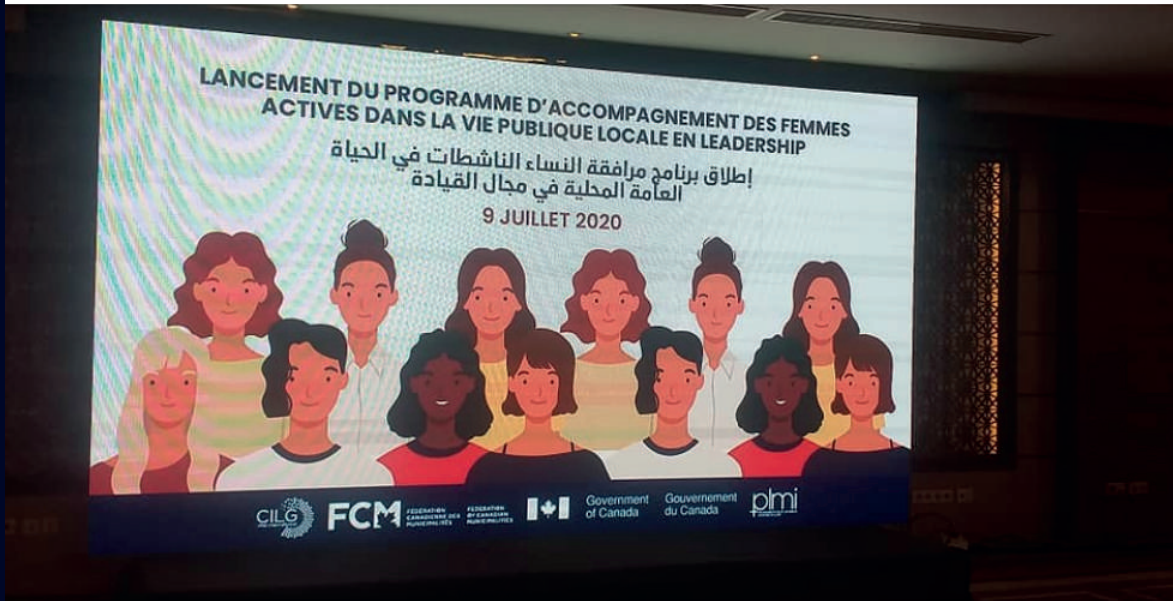 LANCEMENT DU PROGRAMME D'ACCOMPAGNEMENT DES FEMMES
ACTIVES DANS LA VIE PUBLIQUE LOCALE EN LEADERSHIP
إطلاق برنامج مرافقة النساء الناشطات في الحياة
العامة المحلية في مجال القيادة
9 JUILLET 2020
CILG
FCM
FÉDÉRATION
CANADIENNE DES
MUNICIPALITÉS
FEDERATION
OF CANADIAN
MUNICIPALITIES
Government
of Canada
Gouvernement
du Canada
plmi